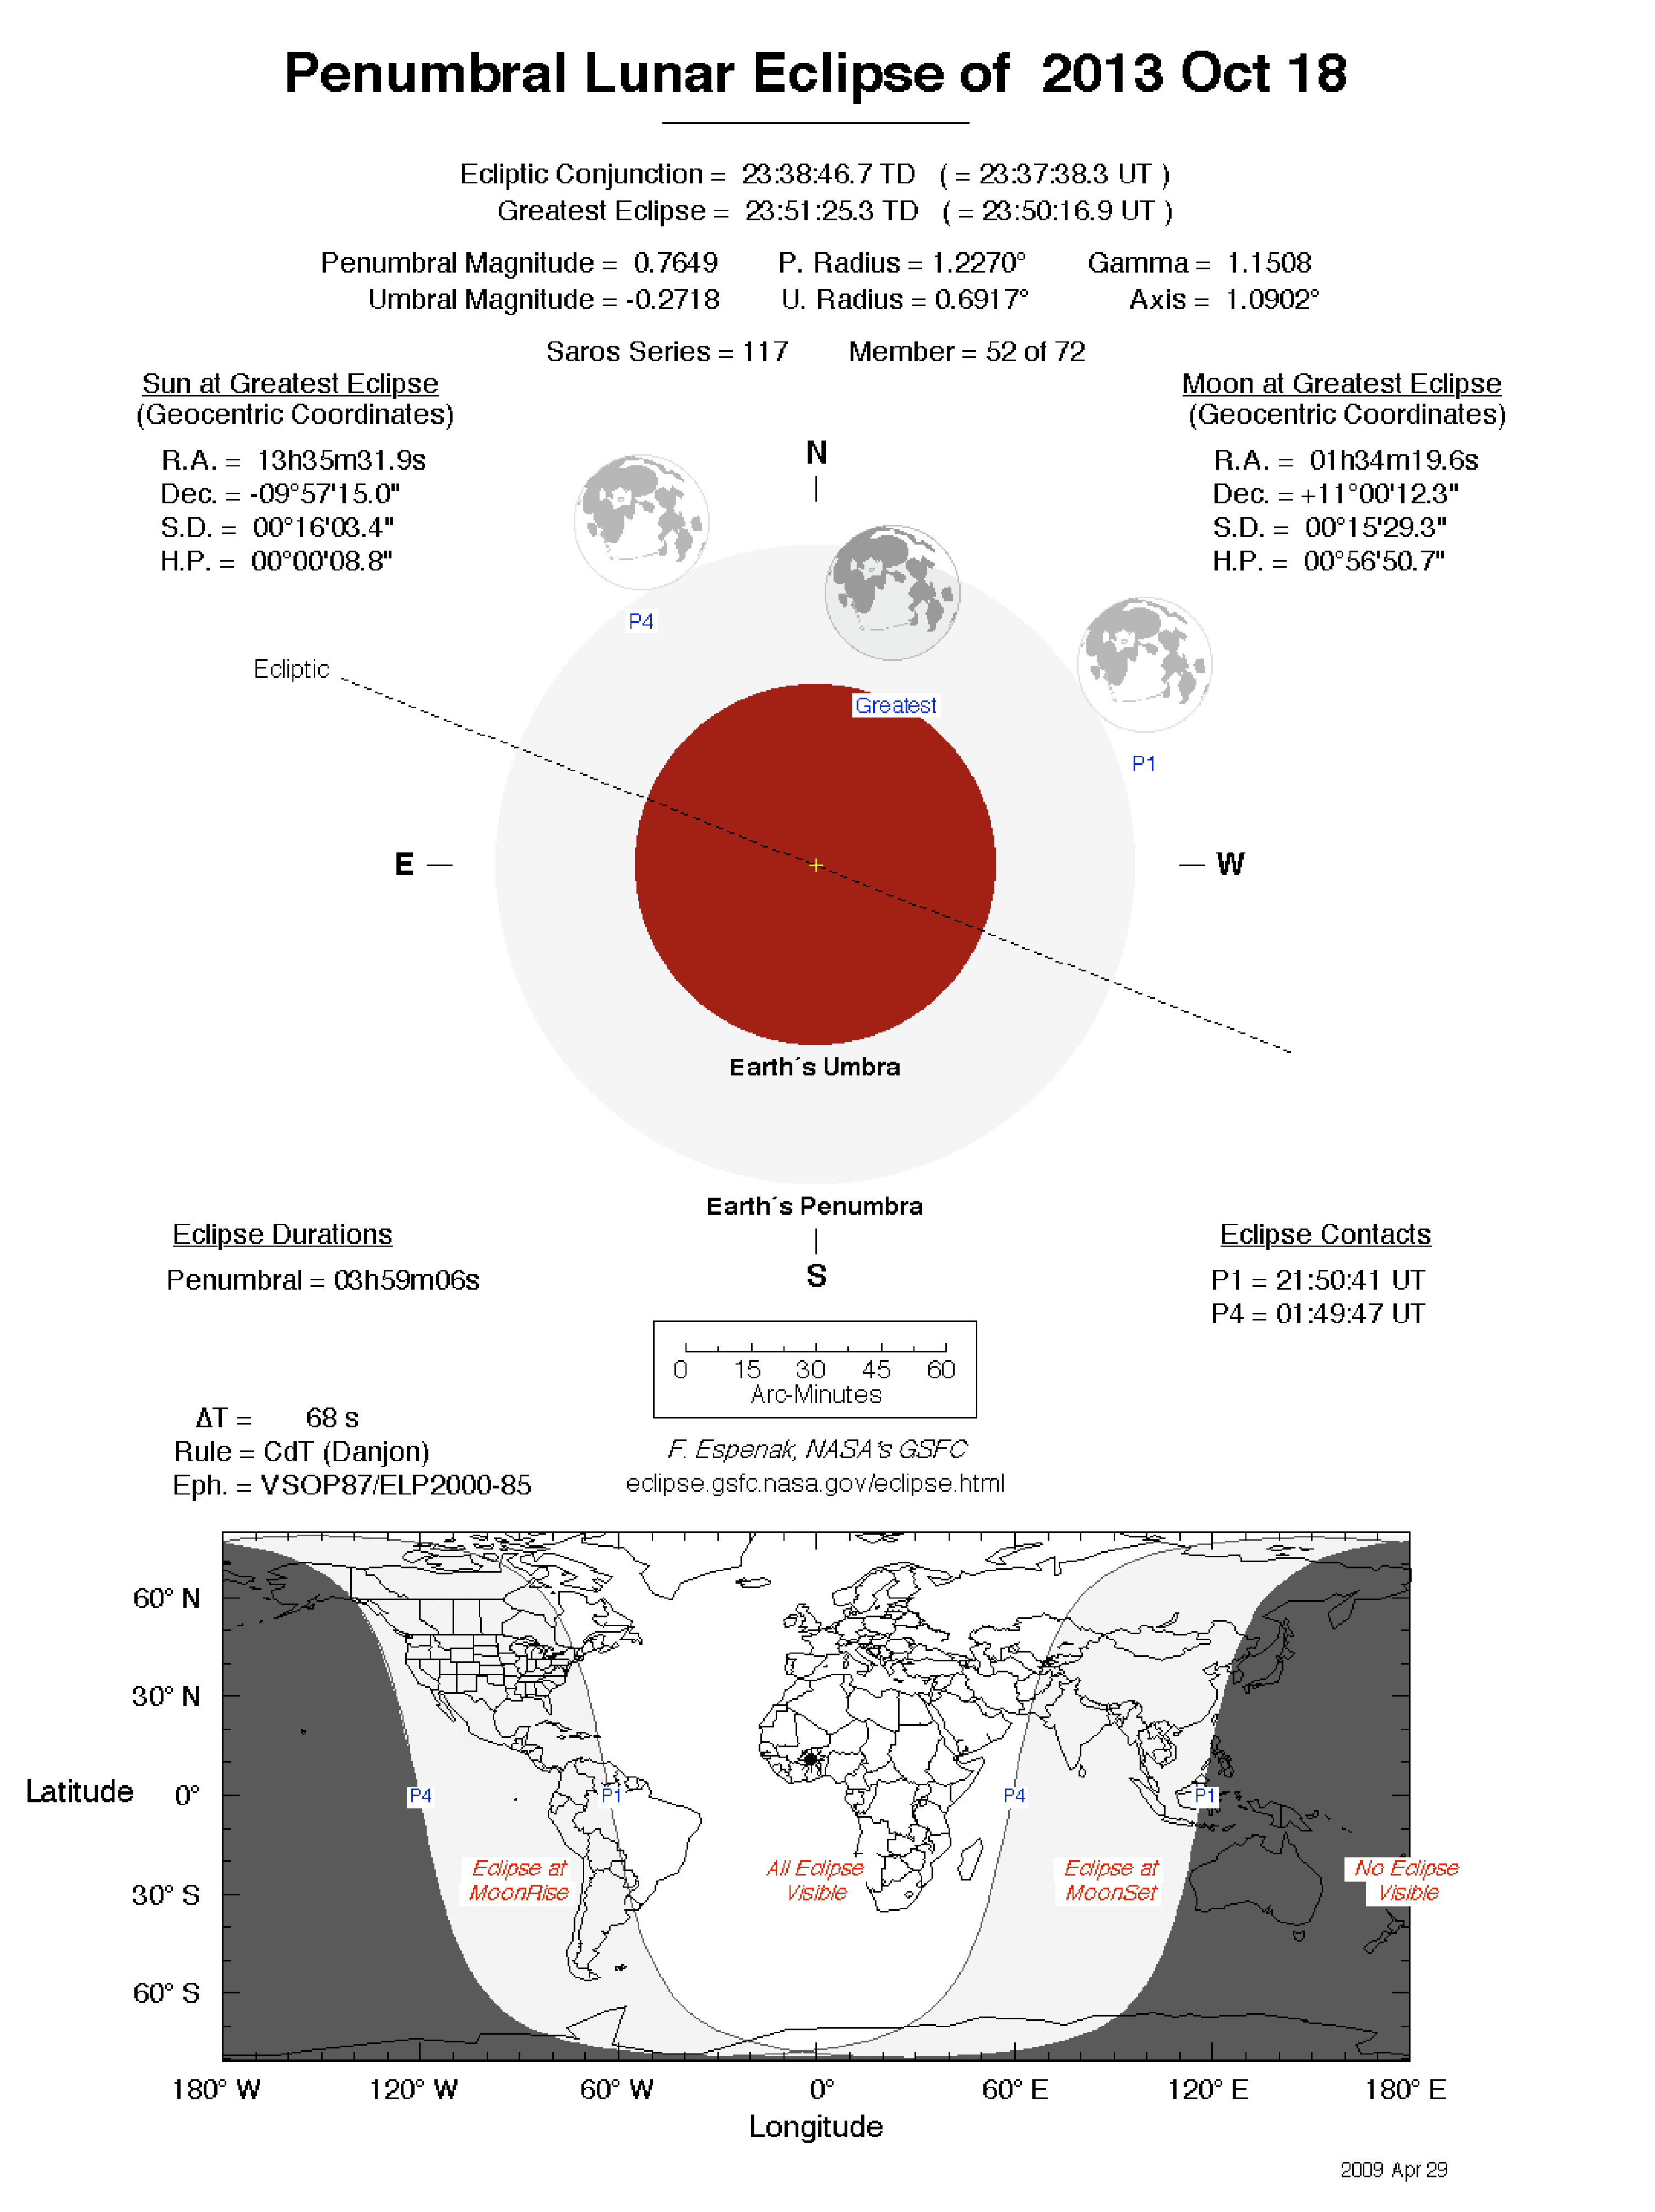 Penumbral Lunar Eclipse of 2013 Oct 18
Ecliptic Conjunction = 23:38:46.7 TD ( = 23:37:38.3 UT )
Greatest Eclipse = 23:51:25.3 TD ( = 23:50:16.9 UT )
Penumbral Magnitude = 0.7649 P. Radius = 1.2270° Gamma = 1.1508
Umbral Magnitude = -0.2718 U. Radius = 0.6917° Axis = 1.0902°
Saros Series = 117 Member = 52 of 72
Sun at Greatest Eclipse
(Geocentric Coordinates)
R.A. = 13h35m31.9s
Dec. = -09°57'15.0"
S.D. = 00°16'03.4"
H.P. = 00°00'08.8"
Moon at Greatest Eclipse
(Geocentric Coordinates)
R.A. = 01h34m19.6s
Dec. = +11°00'12.3"
S.D. = 00°15'29.3"
H.P. = 00°56'50.7"
N
P4
Ecliptic
Greatest
P1
E
W
Earth´s Umbra
Earth´s Penumbra
S
Eclipse Durations
Penumbral = 03h59m06s
Eclipse Contacts
P1 = 21:50:41 UT
P4 = 01:49:47 UT
0 15 30 45 60
Arc-Minutes
ΔT = 68 s
Rule = CdT (Danjon)
Eph. = VSOP87/ELP2000-85
F. Espenak, NASA's GSFC
eclipse.gsfc.nasa.gov/eclipse.html
60° N
30° N
Latitude 0°
30° S
60° S
P4 P1 P4 P1
Eclipse at
MoonRise
All Eclipse
Visible
Eclipse at
MoonSet
No Eclipse
Visible
180° W 120° W 60° W 0° 60° E 120° E 180° E
Longitude
2009 Apr 29